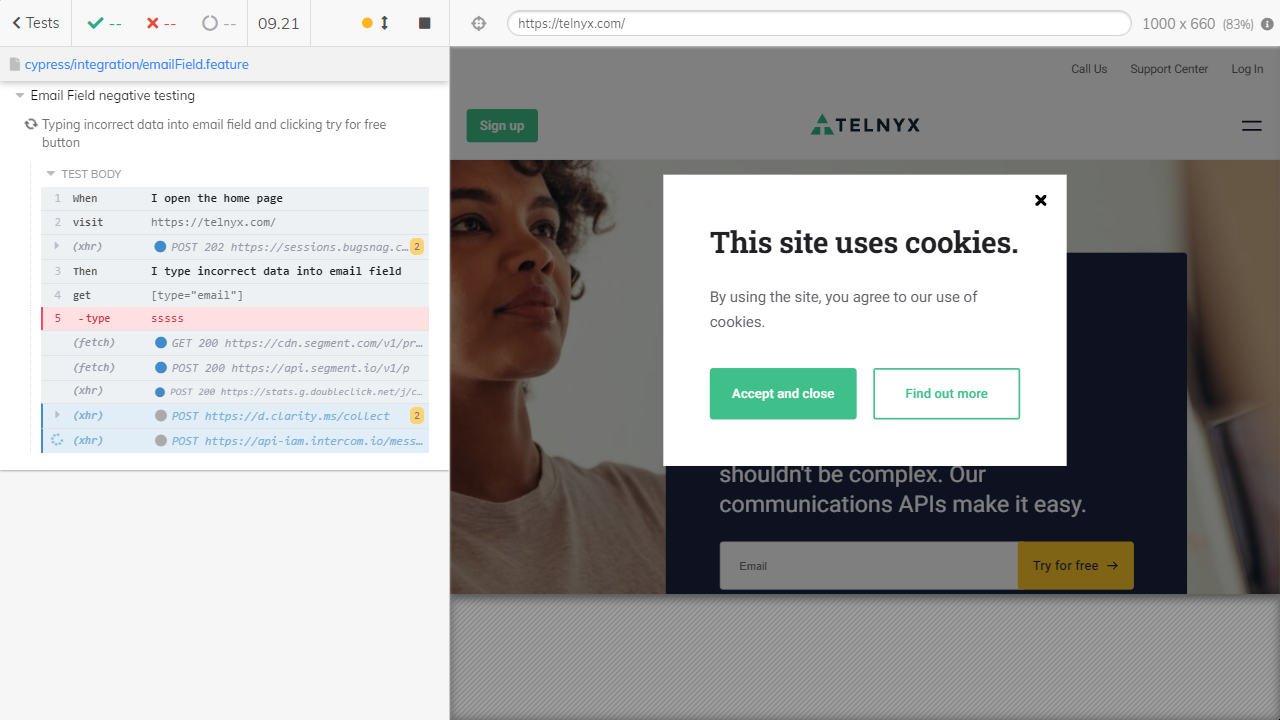 Tests
--
--
--
09.21
https://telnyx.com/
1000 x 660 (83%)
cypress/integration/emailField.feature
Email Field negative testing
Typing incorrect data into email field and clicking try for free
button
TEST BODY
1 When I open the home page
2 visit https://telnyx.com/
(xhr) POST 202 https://sessions.bugsnag.c… 2
3 Then I type incorrect data into email field
4 get [type="email"]
5 -type sssss
(fetch) GET 200 https://cdn.segment.com/v1/pr…
(fetch) POST 200 https://api.segment.io/v1/p
(xhr) POST 200 https://stats.g.doubleclick.net/j/c…
(xhr) POST https://d.clarity.ms/collect 2
(xhr) POST https://api-iam.intercom.io/mess…
Call Us Support Center Log In
Sign up
TELNYX
This site uses cookies.
By using the site, you agree to our use of
cookies.
Accept and close Find out more
shouldn't be complex. Our
communications APIs make it easy.
Email Try for free →